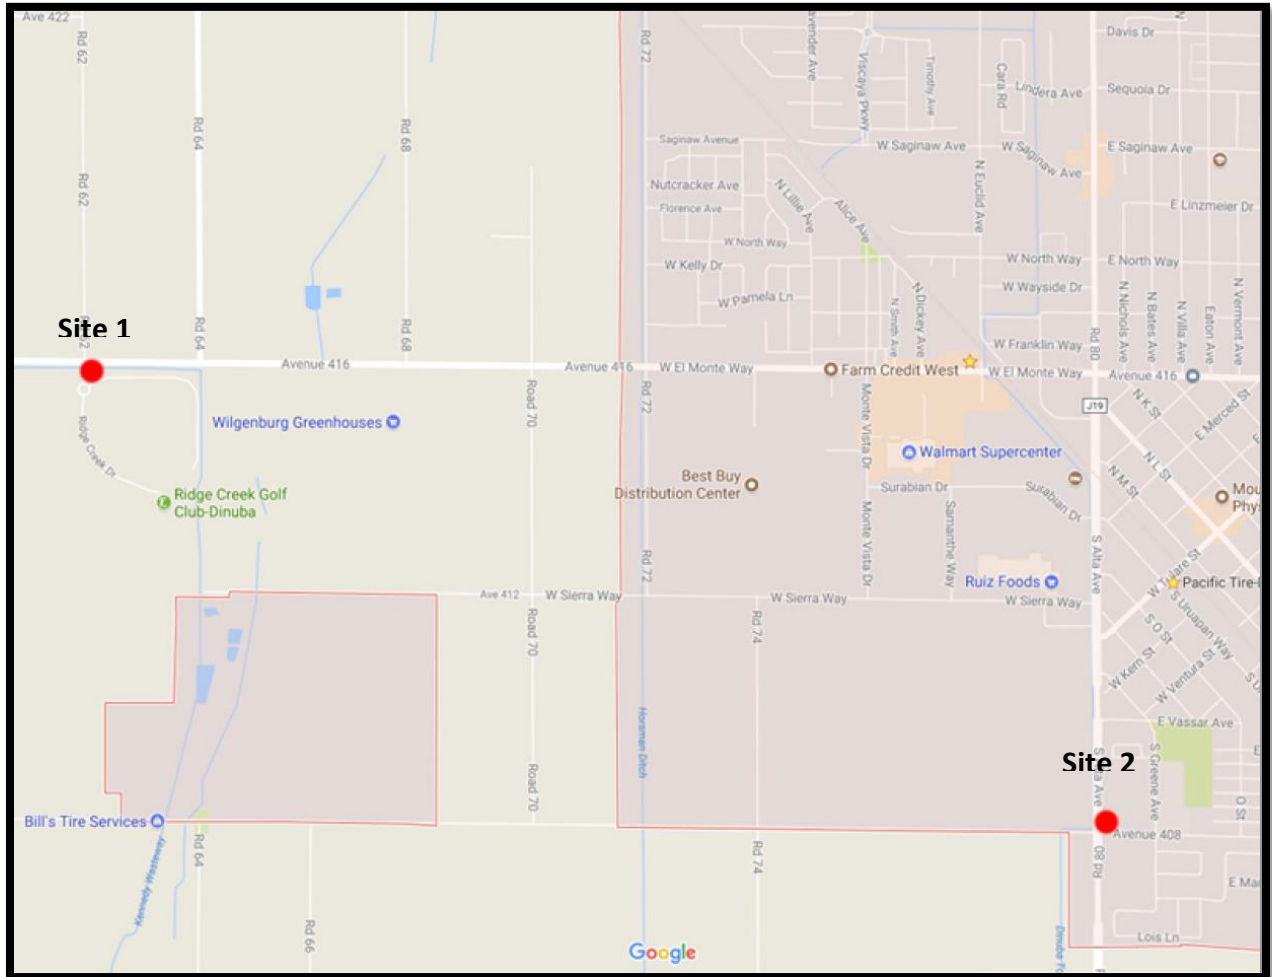 Ave 422
Rd 62
Rd 72
avender Ave
Viscaya Pkwy
Timothy Ave
Cara Rd
Davis Dr
N
Lindera Ave
Sequoia Dr
Rd 64
Rd 68
Saginaw Avenue
W Saginaw Ave
W Saginaw Ave
E Saginaw Ave
Rd 62
Nutcracker Ave
N Lillie Ave
N Euclid Ave
Florence Ave
Alice Ave
E Linzmeier Dr
W North Way
W North Way
E North Way
W Kelly Dr
W Wayside Dr
W Pamela Ln
N Smith Ave
N Dickey Ave
N Nichols Ave
N Bates Ave
N Villa Ave
Eaton Ave
N Vermont Ave
Site 1
62
Rd 64
Rd 68
Rd 80
W Franklin Way
Avenue 416
Avenue 416
W El Monte Way
Farm Credit West
W El Monte Way
Avenue 416
Road 70
Rd 72
Monte Vista Dr
J19
N K St
E Merced St
Wilgenburg Greenhouses
Ridge Creek Dr
Walmart Supercenter
N L St
N M St
Best Buy
Distribution Center
Surabian Dr
Surabian Dr
Mou
Phys
Ridge Creek Golf
Club-Dinuba
Monte Vista Dr
Samanthe Way
S Alta Ave
Rd 72
Ruiz Foods
W Tulare St
Pacific Tire-
Ave 412
W Sierra Way
W Sierra Way
W Sierra Way
Road 70
Rd 74
S O St
S Uruapan Way
W Kern St
W Ventura St
Horsman Ditch
E Vassar Ave
Site 2
Road 70
S Alta Ave
S Greene Ave
O St
Bill's Tire Services
Avenue 408
Kennedy Wasteway
Rd 64
Rd 74
Rd 80
E Ma
Rd 66
Google
Lois Ln